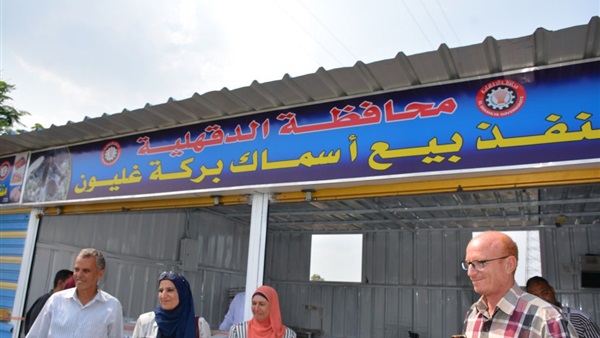 محافظة الدقهلية
منفذ بيع أسماك بركة غليون